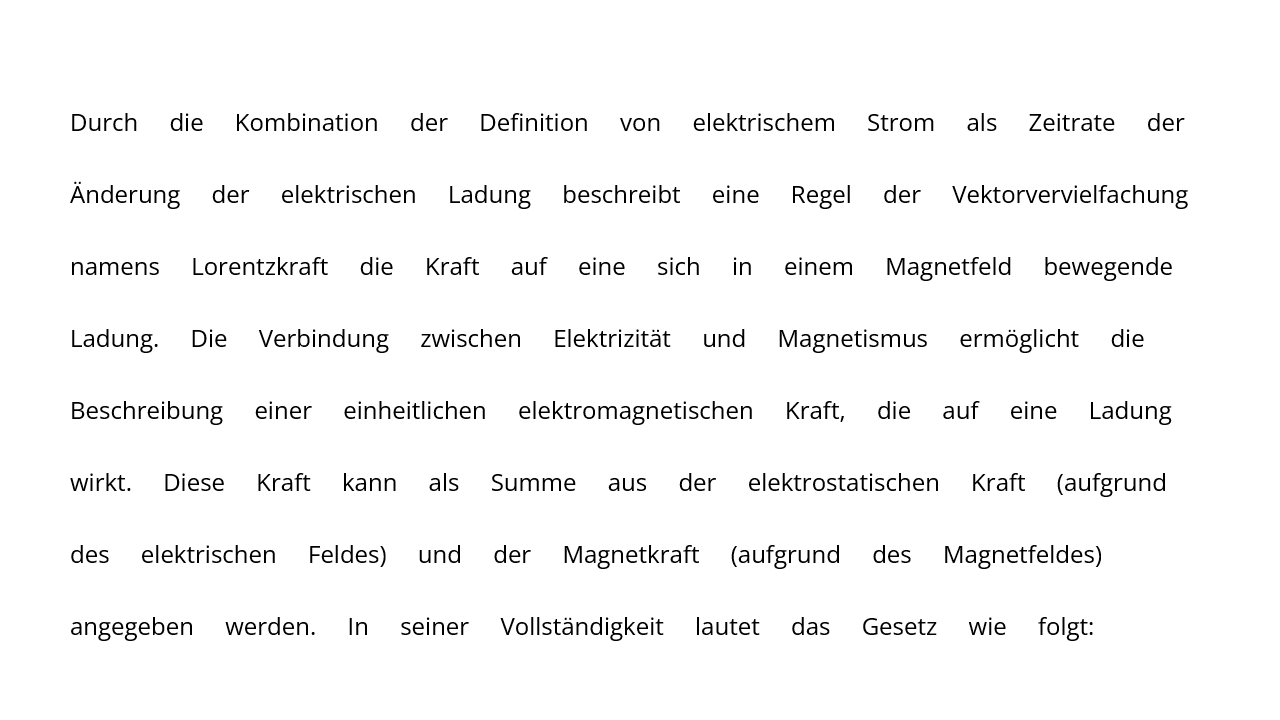 Durch die Kombination der Definition von elektrischem Strom als Zeitrate der
Änderung der elektrischen Ladung beschreibt eine Regel der Vektorvervielfachung
namens Lorentzkraft die Kraft auf eine sich in einem Magnetfeld bewegende
Ladung. Die Verbindung zwischen Elektrizität und Magnetismus ermöglicht die
Beschreibung einer einheitlichen elektromagnetischen Kraft, die auf eine Ladung
wirkt. Diese Kraft kann als Summe aus der elektrostatischen Kraft (aufgrund
des elektrischen Feldes) und der Magnetkraft (aufgrund des Magnetfeldes)
angegeben werden. In seiner Vollständigkeit lautet das Gesetz wie folgt: